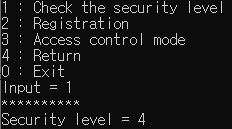 1 : Check the security level
2 : Registration
3 : Access control mode
4 : Return
0 : Exit
Input = 1
**********
Security level = 4